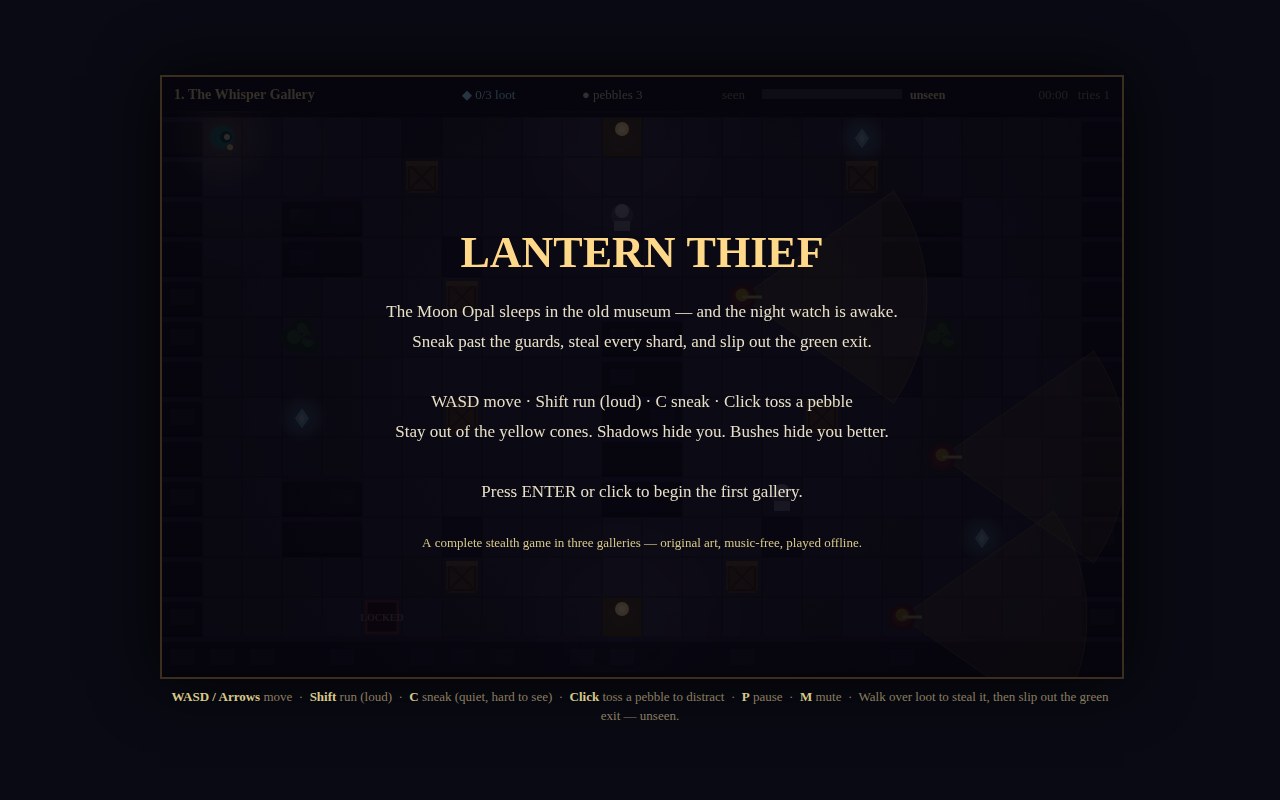 1. The Whisper Gallery ◆ 0/3 loot ● pebbles 3 seen unseen 00:00 tries 1
LANTERN THIEF
The Moon Opal sleeps in the old museum — and the night watch is awake.
Sneak past the guards, steal every shard, and slip out the green exit.
WASD move · Shift run (loud) · C sneak · Click toss a pebble
Stay out of the yellow cones. Shadows hide you. Bushes hide you better.
Press ENTER or click to begin the first gallery.
A complete stealth game in three galleries — original art, music-free, played offline.
LOCKED
WASD / Arrows move · Shift run (loud) · C sneak (quiet, hard to see) · Click toss a pebble to distract · P pause · M mute · Walk over loot to steal it, then slip out the green
exit — unseen.